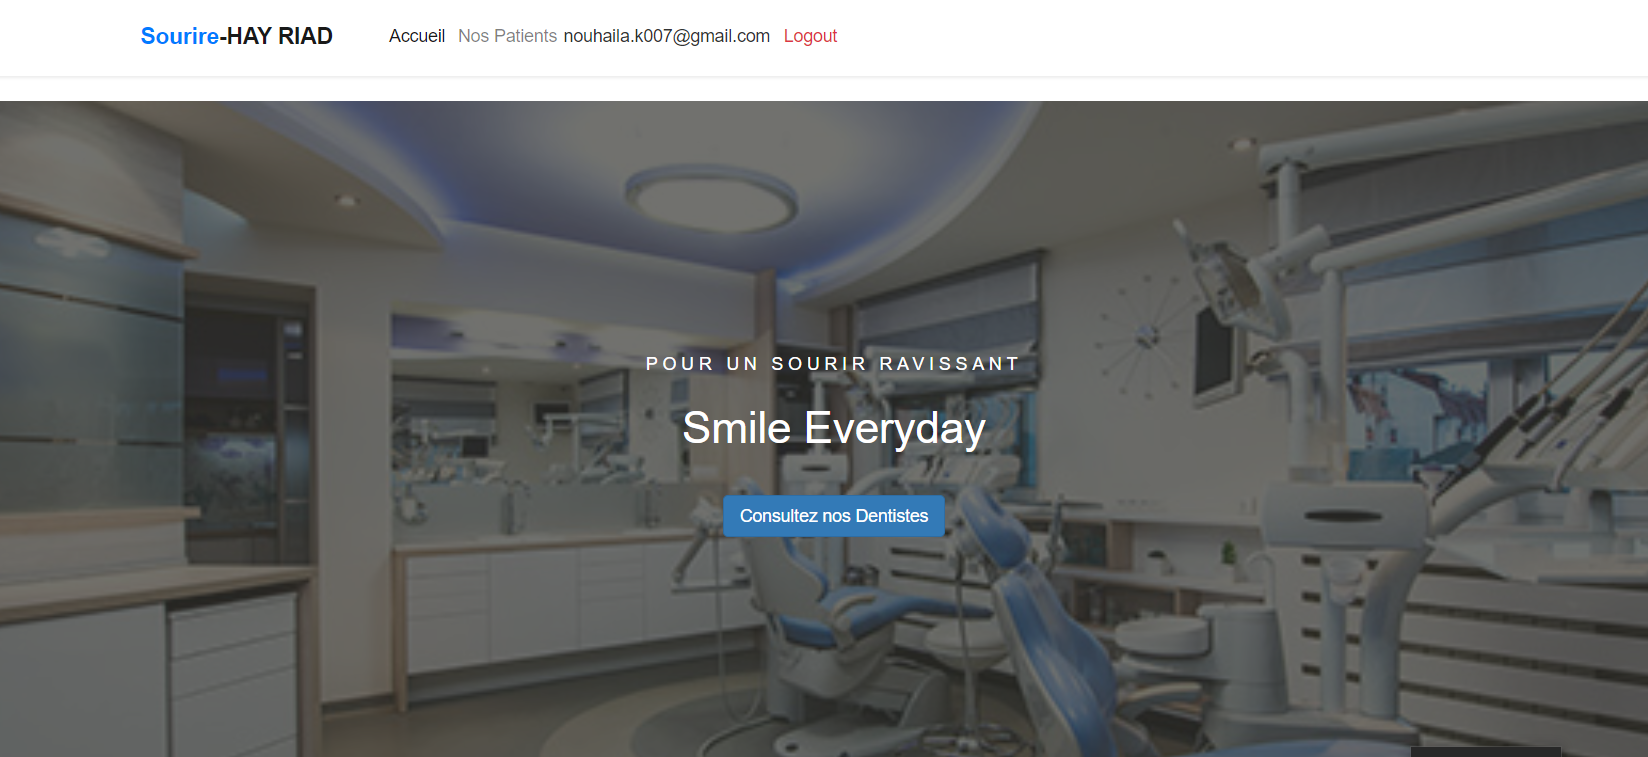 Sourire-HAY RIAD Accueil Nos Patients nouhaila.k007@gmail.com Logout
POUR UN SOURIR RAVISSANT
Smile Everyday
Consultez nos Dentistes